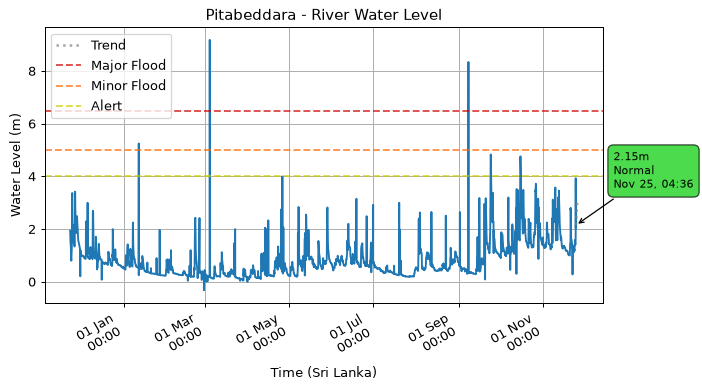 Pitabeddara - River Water Level
Trend
Major Flood
Minor Flood
Alert
Water Level (m)
8
6
4
2
0
2.15m
Normal
Nov 25, 04:36
01 Jan
00:00
01 Mar
00:00
01 May
00:00
01 Jul
00:00
01 Sep
00:00
01 Nov
00:00
Time (Sri Lanka)